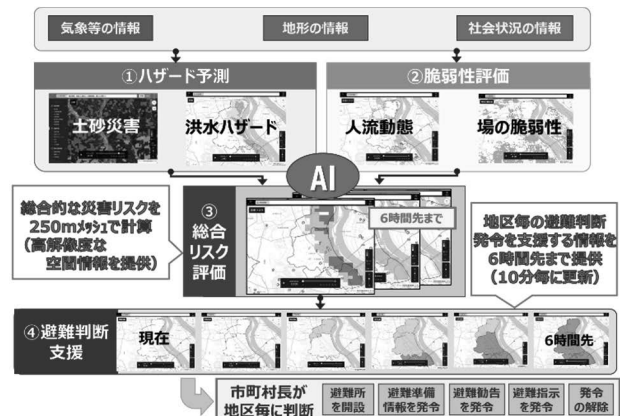 気象等の情報
地形の情報
社会状況の情報
①ハザード予測
②脆弱性評価
土砂災害
洪水ハザード
人流動態
場の脆弱性
AI
総合的な災害リスクを
250mメッシュで計算
(高解像度な
空間情報を提供)
③
総合
リスク
評価
6時間先まで
地区毎の避難判断
発令を支援する情報を
6時間先まで提供
(10分毎に更新)
④避難判断
支援
現在
6時間先
市町村長が
地区毎に判断
避難所
を開設
避難準備
情報を発令
避難勧告
を発令
避難指示
を発令
発令
の解除